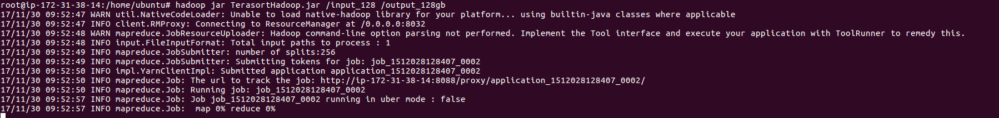 root@ip-172-31-38-14:/home/ubuntu# hadoop jar TerasortHadoop.jar /input_128 /output_128gb
17/11/30 09:52:47 WARN util.NativeCodeLoader: Unable to load native-hadoop library for your platform... using builtin-java classes where applicable
17/11/30 09:52:47 INFO client.RMProxy: Connecting to ResourceManager at /0.0.0.0:8032
17/11/30 09:52:48 WARN mapreduce.JobResourceUploader: Hadoop command-line option parsing not performed. Implement the Tool interface and execute your application with ToolRunner to remedy this.
17/11/30 09:52:48 INFO input.FileInputFormat: Total input paths to process : 1
17/11/30 09:52:49 INFO mapreduce.JobSubmitter: number of splits:256
17/11/30 09:52:49 INFO mapreduce.JobSubmitter: Submitting tokens for job: job_1512028128407_0002
17/11/30 09:52:50 INFO impl.YarnClientImpl: Submitted application application_1512028128407_0002
17/11/30 09:52:50 INFO mapreduce.Job: The url to track the job: http://ip-172-31-38-14:8088/proxy/application_1512028128407_0002/
17/11/30 09:52:50 INFO mapreduce.Job: Running job: job_1512028128407_0002
17/11/30 09:52:57 INFO mapreduce.Job: Job job_1512028128407_0002 running in uber mode : false
17/11/30 09:52:57 INFO mapreduce.Job:  map 0% reduce 0%